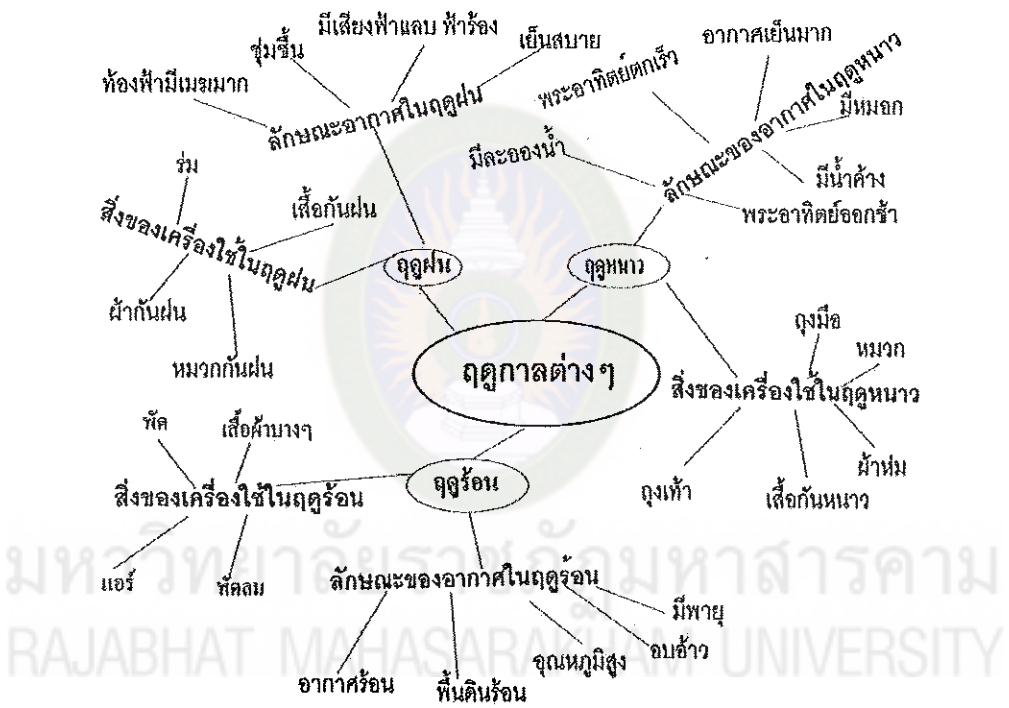 มีเสียงฟ้าแลบ ฟ้าร้อง
ชุ่มชื้น
เย็นสบาย
ท้องฟ้ามีเมฆมาก
ลักษณะอากาศในฤดูฝน
อากาศเย็นมาก
พระอาทิตย์ตกเร็ว
มีหมอก
มีละอองน้ำ
ลักษณะของอากาศในฤดูหนาว
มีน้ำค้าง
พระอาทิตย์ออกช้า
ร่ม
เสื้อกันฝน
สิ่งของเครื่องใช้ในฤดูฝน
ผ้ากันฝน
หมวกกันฝน
ฤดูฝน
ฤดูหนาว
ฤดูกาลต่างๆ
ถุงมือ
หมวก
สิ่งของเครื่องใช้ในฤดูหนาว
ผ้าห่ม
ถุงเท้า
เสื้อกันหนาว
พัด
เสื้อผ้าบางๆ
ฤดูร้อน
สิ่งของเครื่องใช้ในฤดูร้อน
แอร์
พัดลม
ลักษณะของอากาศในฤดูร้อน
มีพายุ
อบอ้าว
อุณหภูมิสูง
อากาศร้อน
พื้นดินร้อน
มหาวิทยาลัยราชภัฏมหาสารคาม
RAJABHAT MAHASARAKHAM UNIVERSITY